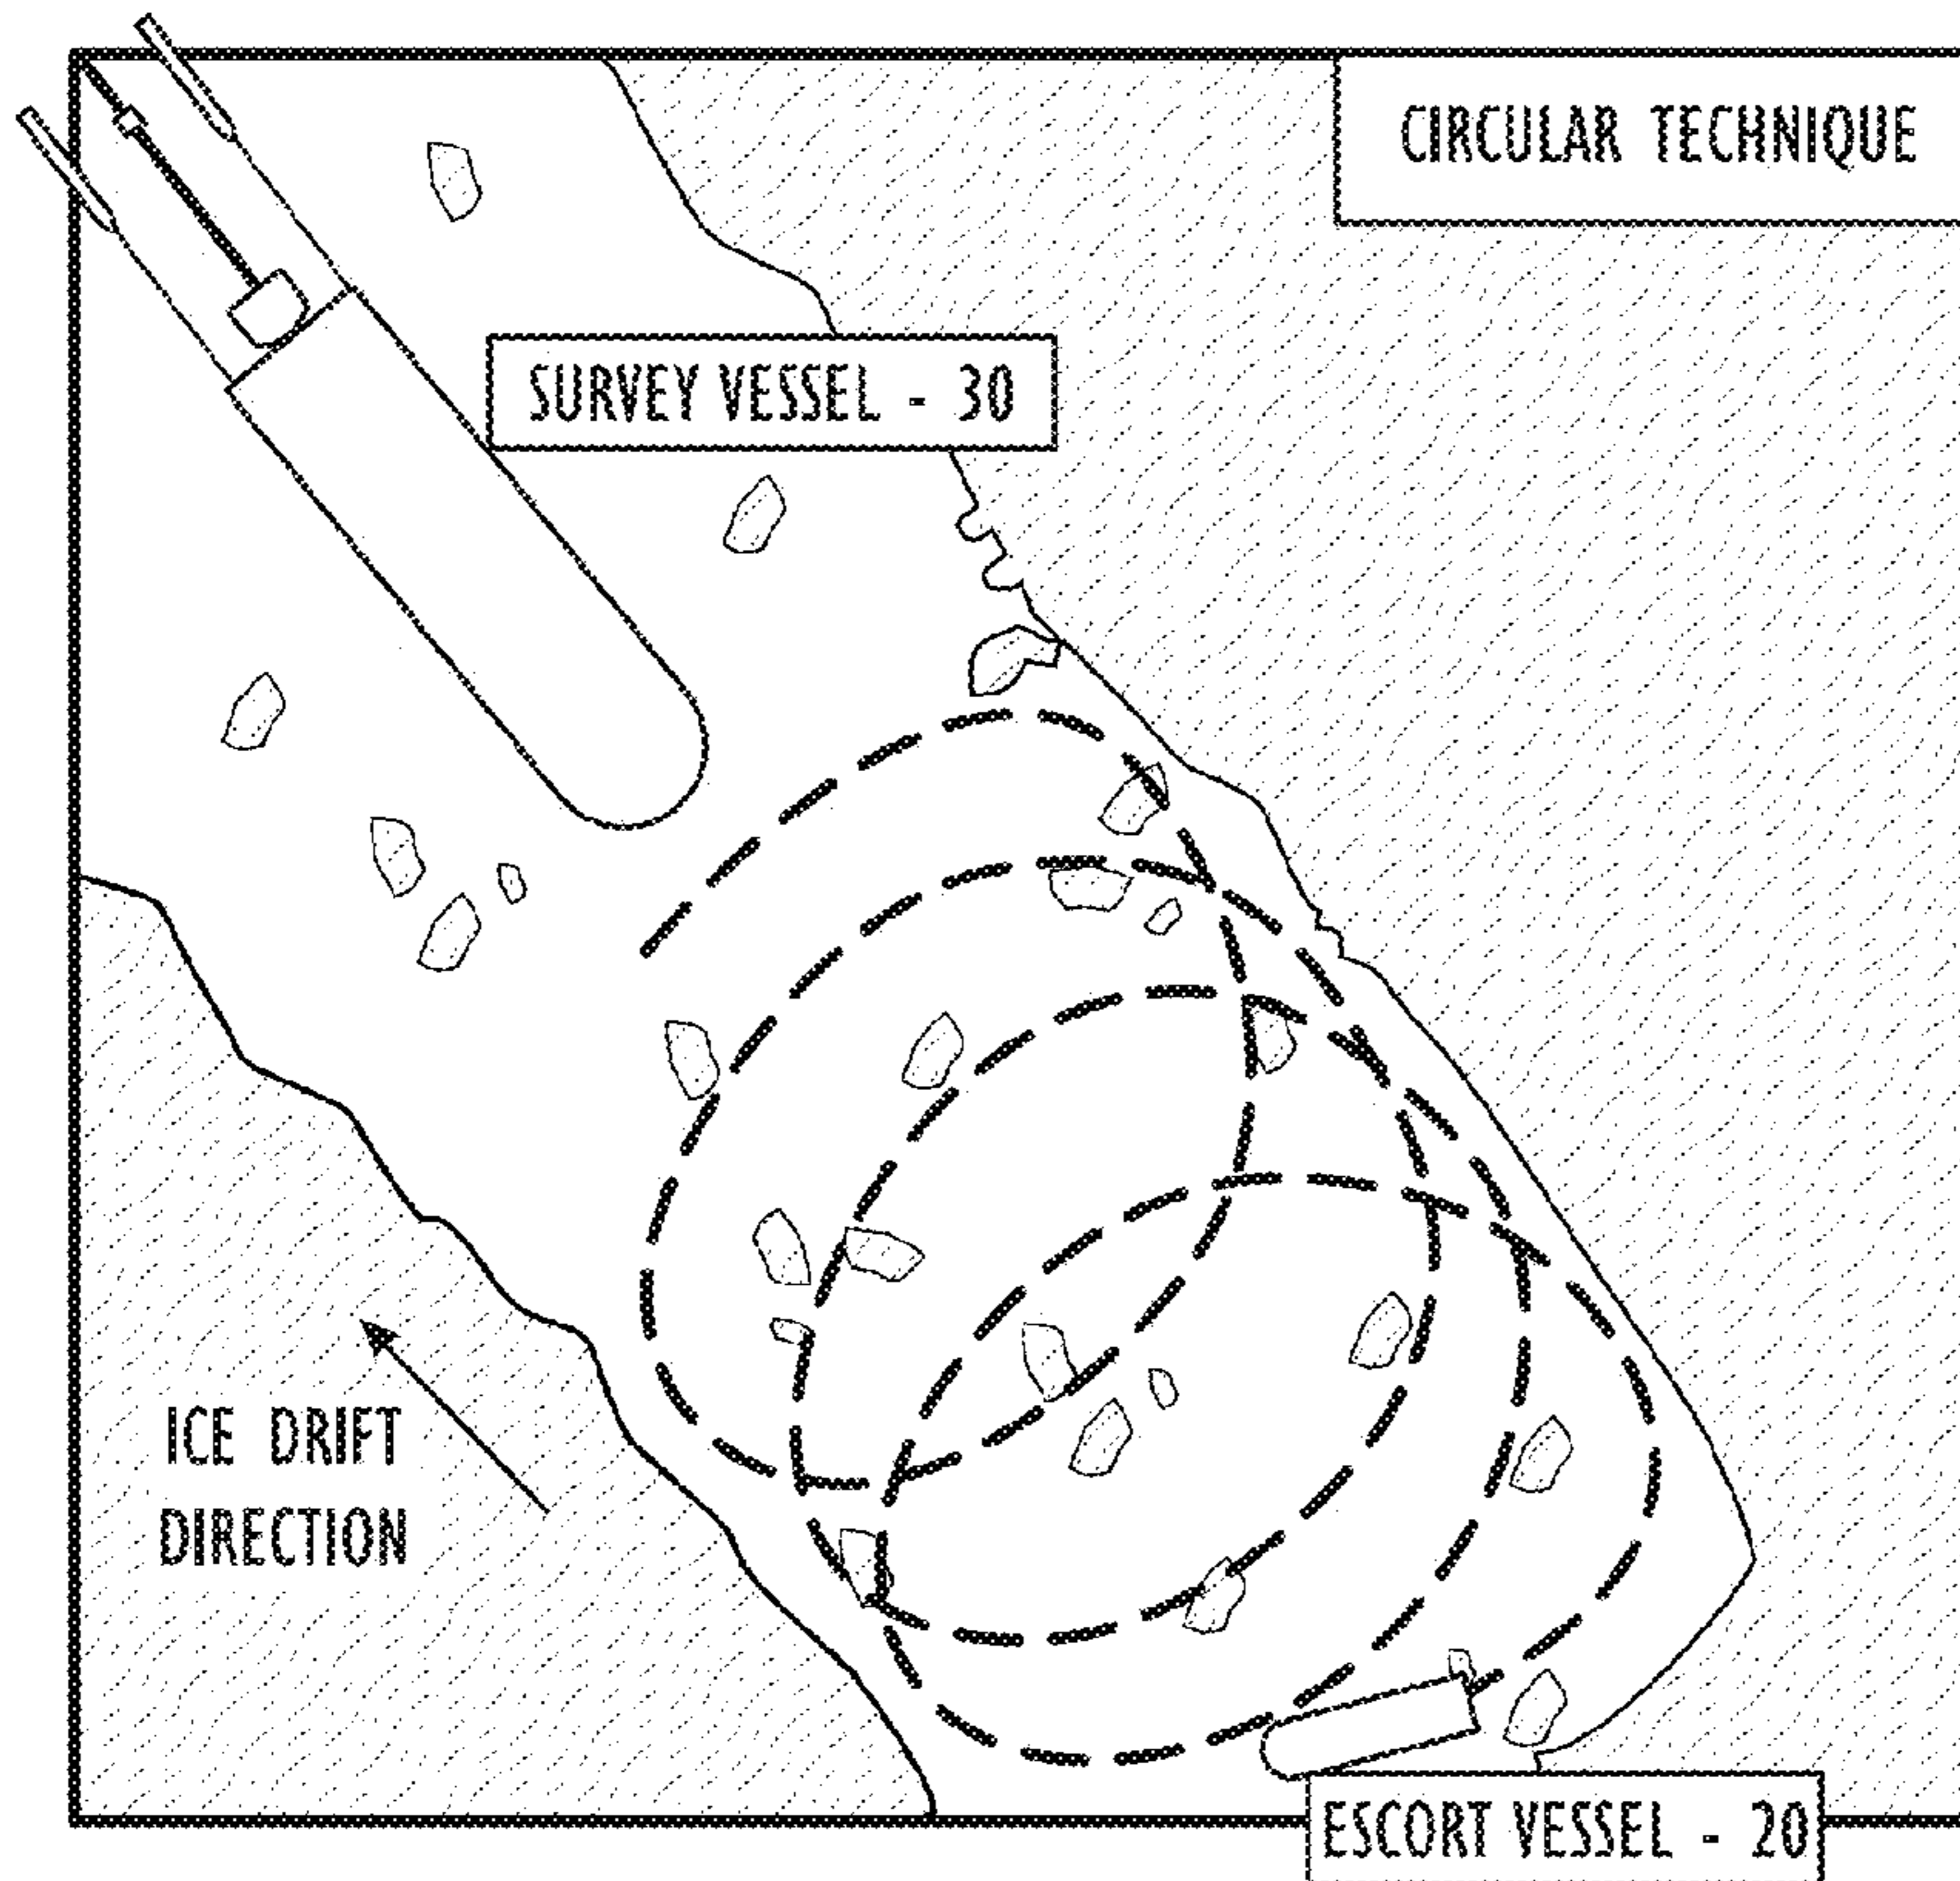 CIRCULAR TECHNIQUE
SURVEY VESSEL - 30
ICE DRIFT
DIRECTION
ESCORT VESSEL - 20